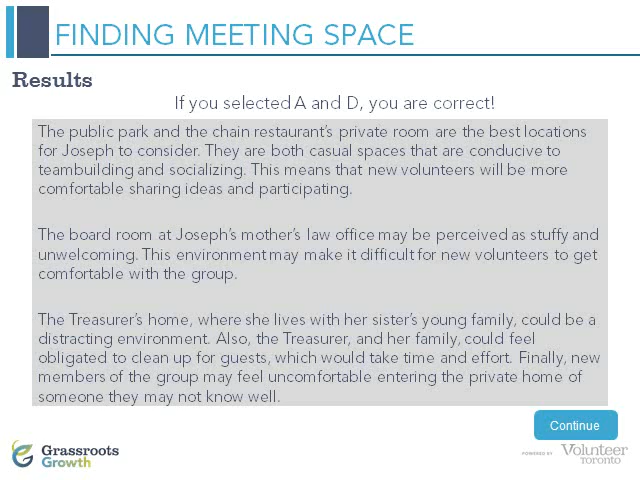 FINDING MEETING SPACE
Results
If you selected A and D, you are correct!
The public park and the chain restaurant's private room are the best locations
for Joseph to consider. They are both casual spaces that are conducive to
teambuilding and socializing. This means that new volunteers will be more
comfortable sharing ideas and participating.
The board room at Joseph's mother's law office may be perceived as stuffy and
unwelcoming. This environment may make it difficult for new volunteers to get
comfortable with the group.
The Treasurer's home, where she lives with her sister's young family, could be a
distracting environment. Also, the Treasurer, and her family, could feel
obligated to clean up for guests, which would take time and effort. Finally, new
members of the group may feel uncomfortable entering the private home of
someone they may not know well.
Continue
Grassroots
Growth
POWERED BY
Volunteer
TORONTO